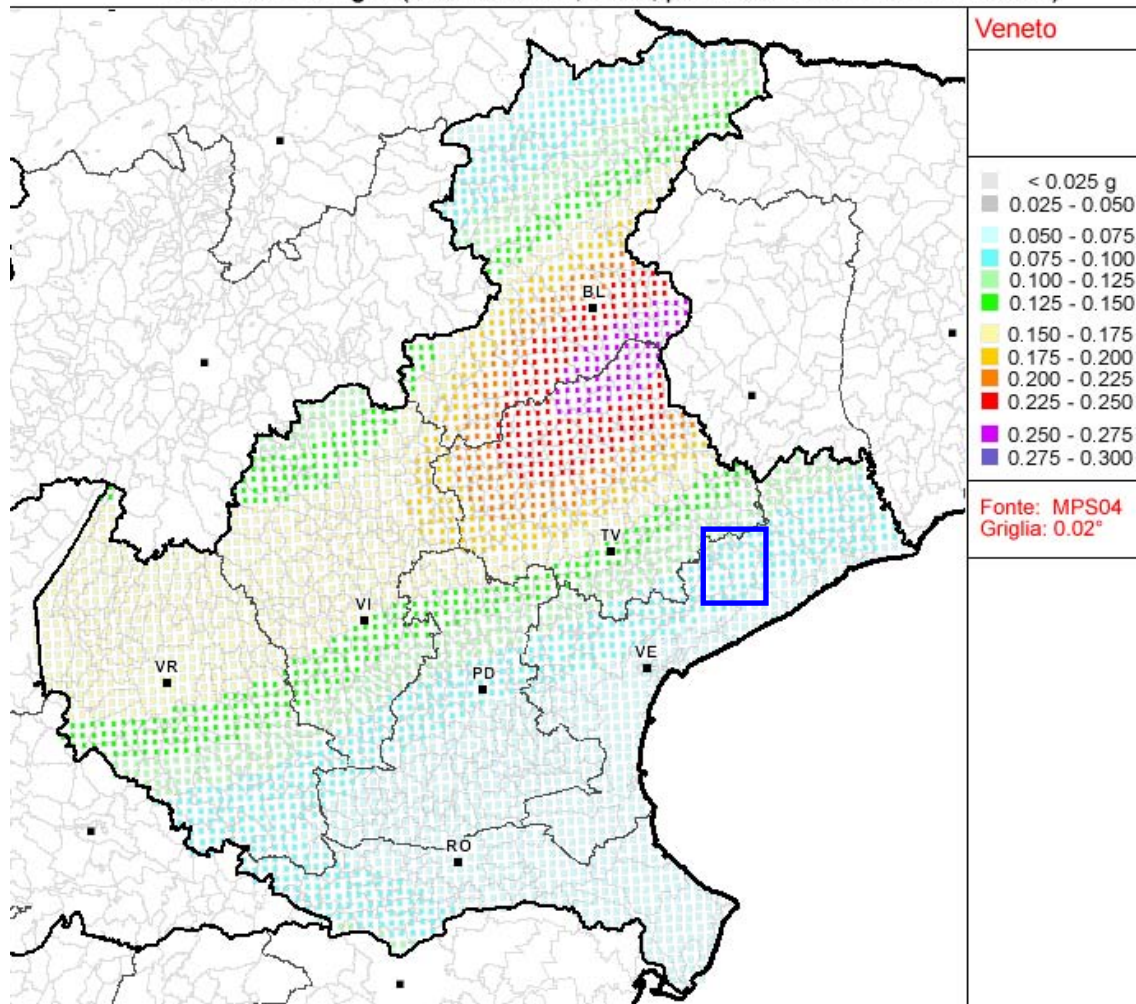 Veneto
< 0.025 g
0.025 - 0.050
0.050 - 0.075
0.075 - 0.100
0.100 - 0.125
0.125 - 0.150
0.150 - 0.175
0.175 - 0.200
0.200 - 0.225
0.225 - 0.250
0.250 - 0.275
0.275 - 0.300
Fonte: MPS04
Griglia: 0.02°
BL
TV
VI
VR
PD
VE
RO